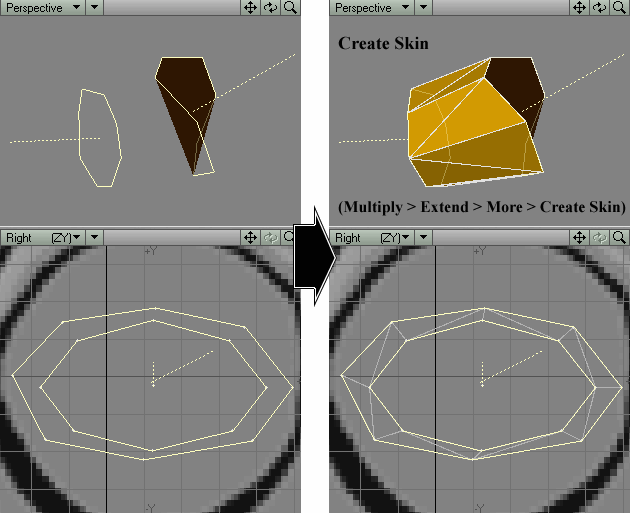 Perspective
Perspective
Create Skin
(Multiply > Extend > More > Create Skin)
Right (ZY)
Right (ZY)
+Y
+Y
-Y
-Y